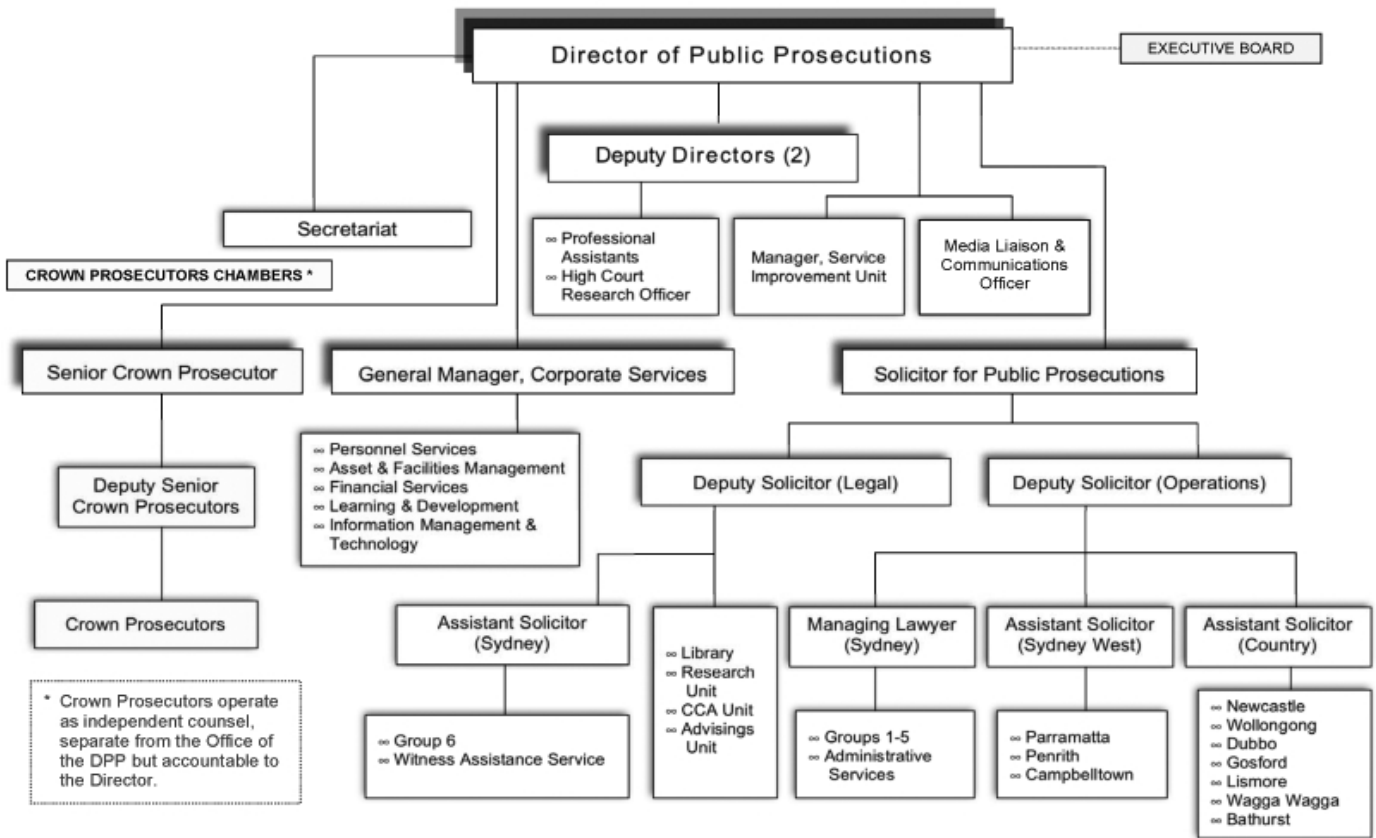 Director of Public Prosecutions
EXECUTIVE BOARD
Deputy Directors (2)
Secretariat
∞ Professional
Assistants
∞ High Court
Research Officer
Manager, Service
Improvement Unit
Media Liaison &
Communications
Officer
CROWN PROSECUTORS CHAMBERS *
Senior Crown Prosecutor
General Manager, Corporate Services
Solicitor for Public Prosecutions
∞ Personnel Services
∞ Asset & Facilities Management
∞ Financial Services
∞ Learning & Development
∞ Information Management &
Technology
Deputy Senior
Crown Prosecutors
Deputy Solicitor (Legal)
Deputy Solicitor (Operations)
Crown Prosecutors
Assistant Solicitor
(Sydney)
∞ Library
∞ Research
Unit
∞ CCA Unit
∞ Advisings
Unit
Managing Lawyer
(Sydney)
Assistant Solicitor
(Sydney West)
Assistant Solicitor
(Country)
* Crown Prosecutors operate
as independent counsel,
separate from the Office of
the DPP but accountable to
the Director.
∞ Group 6
∞ Witness Assistance Service
∞ Groups 1-5
∞ Administrative
Services
∞ Parramatta
∞ Penrith
∞ Campbelltown
∞ Newcastle
∞ Wollongong
∞ Dubbo
∞ Gosford
∞ Lismore
∞ Wagga Wagga
∞ Bathurst